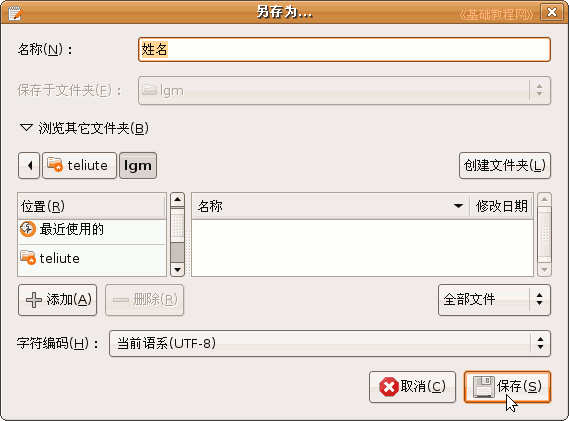 另存为...
《基础教程网》
名称(N)：
姓名
保存于文件夹(F)：
lgm
浏览其它文件夹(B)
teliute
lgm
创建文件夹(L)
位置(R)
名称
修改日期
最近使用的
teliute
添加(A)
删除(R)
全部文件
字符编码(H)：
当前语系(UTF-8)
取消(C)
保存(S)